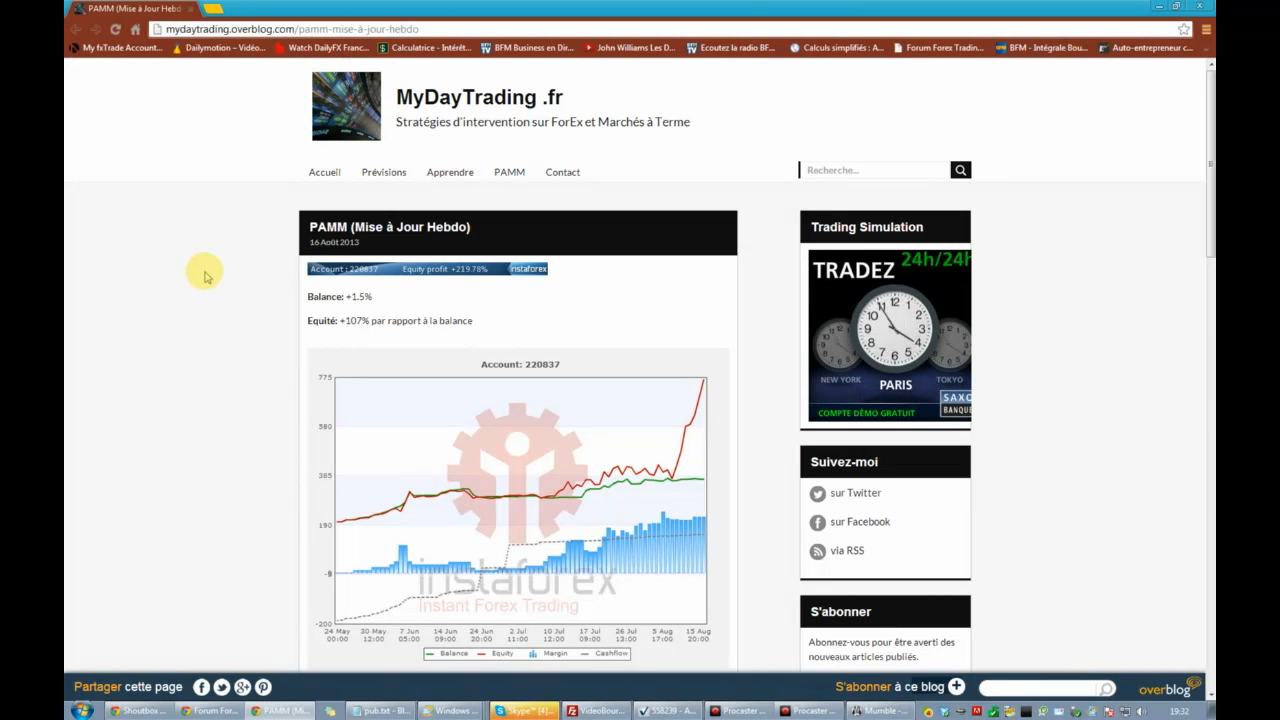 PAMM (Mise à Jour Heb
mydaytrading.overblog.com/pamm-mise-à-jour-hebdo
My fxTrade Account... Dailymotion – Vidéo... Watch DailyFX Franc... Calculatrice - Intérêt... BFM Business en Dir... John Williams Les D... Ecoutez la radio BF... Calculs simplifiés : A... Forum Forex Tradin... BFM - Intégrale Bou... Auto-entrepreneur c...
MyDayTrading .fr
Stratégies d'intervention sur ForEx et Marchés à Terme
Accueil Prévisions Apprendre PAMM Contact
Recherche...
PAMM (Mise à Jour Hebdo)
16 Août 2013
Account : 220837 Equity profit +219.78% instaforex
Balance: +1.5%
Equité: +107% par rapport à la balance
Account: 220837
775
580
385
190
-200
24 May 30 May 7 Jun 14 Jun 24 Jun 2 Jul 10 Jul 17 Jul 26 Jul 5 Aug 15 Aug
00:00 12:00 05:00 09:00 20:00 11:00 12:00 09:00 13:00 17:00 20:00
instaforex
Instant Forex Trading
Balance Equity Margin Cashflow
Trading Simulation
TRADEZ 24h/24h
NEW YORK PARIS TOKYO
COMPTE DÉMO GRATUIT
SAXO
BANQUE
Suivez-moi
sur Twitter
sur Facebook
via RSS
S'abonner
Abonnez-vous pour être averti des
nouveaux articles publiés.
Partager cette page
S'abonner à ce blog
overblog
Shoutbox Forum For... PAMM (Mi... pub.txt - Bl... Windows ... Skype™ [4]... VideoBour... 558239 - A... Procaster ... Procaster ... Mumble -...
19:32